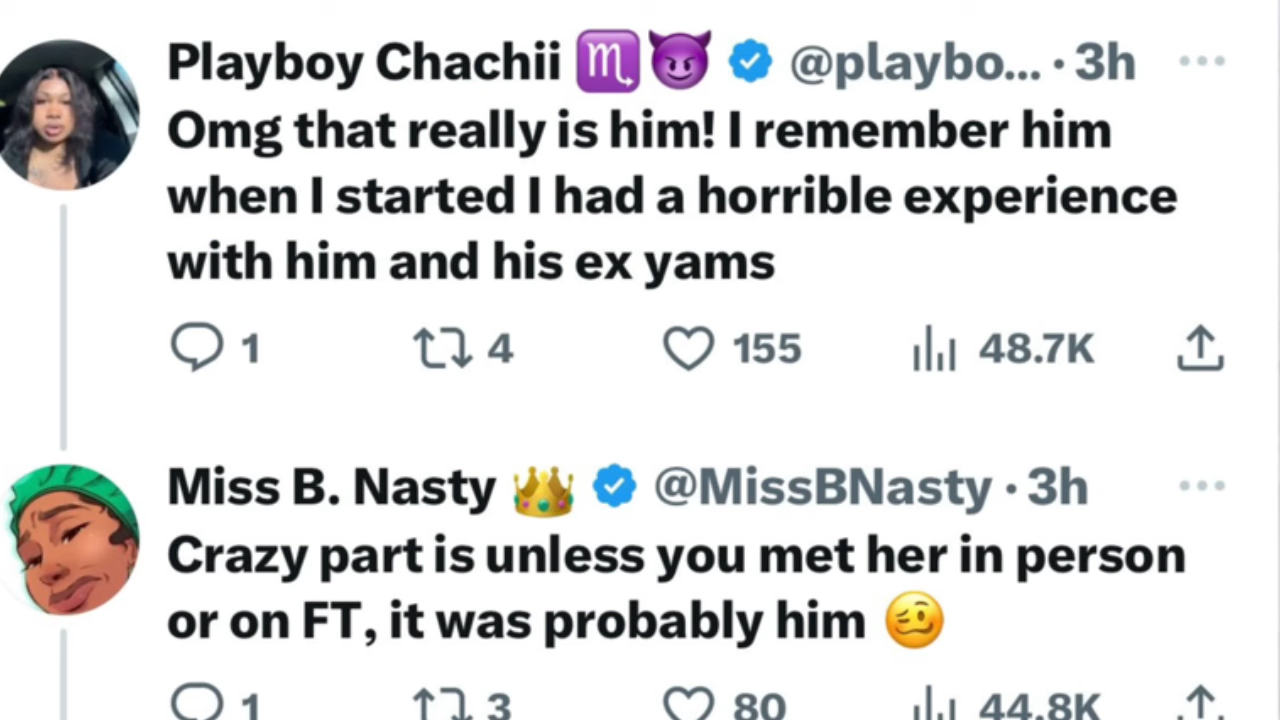 Playboy Chachii ♏😈 @playbo... · 3h
Omg that really is him! I remember him
when I started I had a horrible experience
with him and his ex yams
1 4 155 48.7K
Miss B. Nasty 👑 @MissBNasty · 3h
Crazy part is unless you met her in person
or on FT, it was probably him 🥴
1 3 80 44.8K